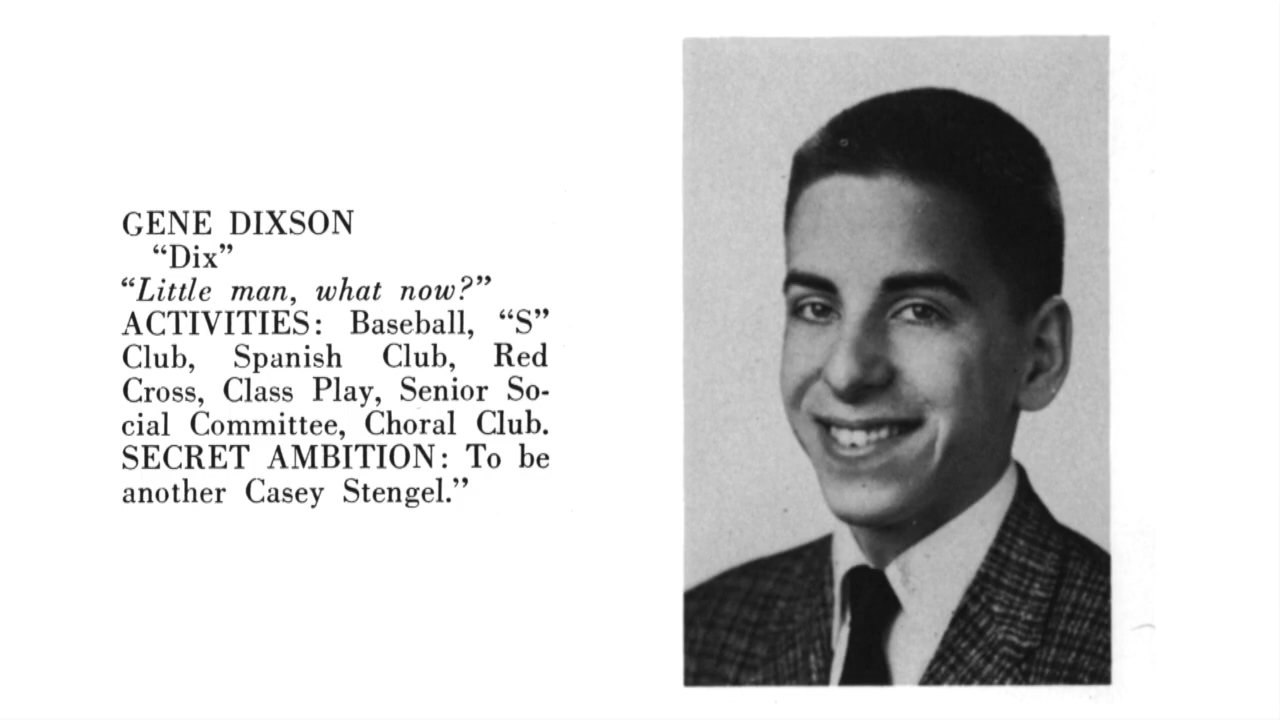 GENE DIXSON
“Dix”
“Little man, what now?”
ACTIVITIES: Baseball, “S”
Club, Spanish Club, Red
Cross, Class Play, Senior So-
cial Committee, Choral Club.
SECRET AMBITION: To be
another Casey Stengel.”